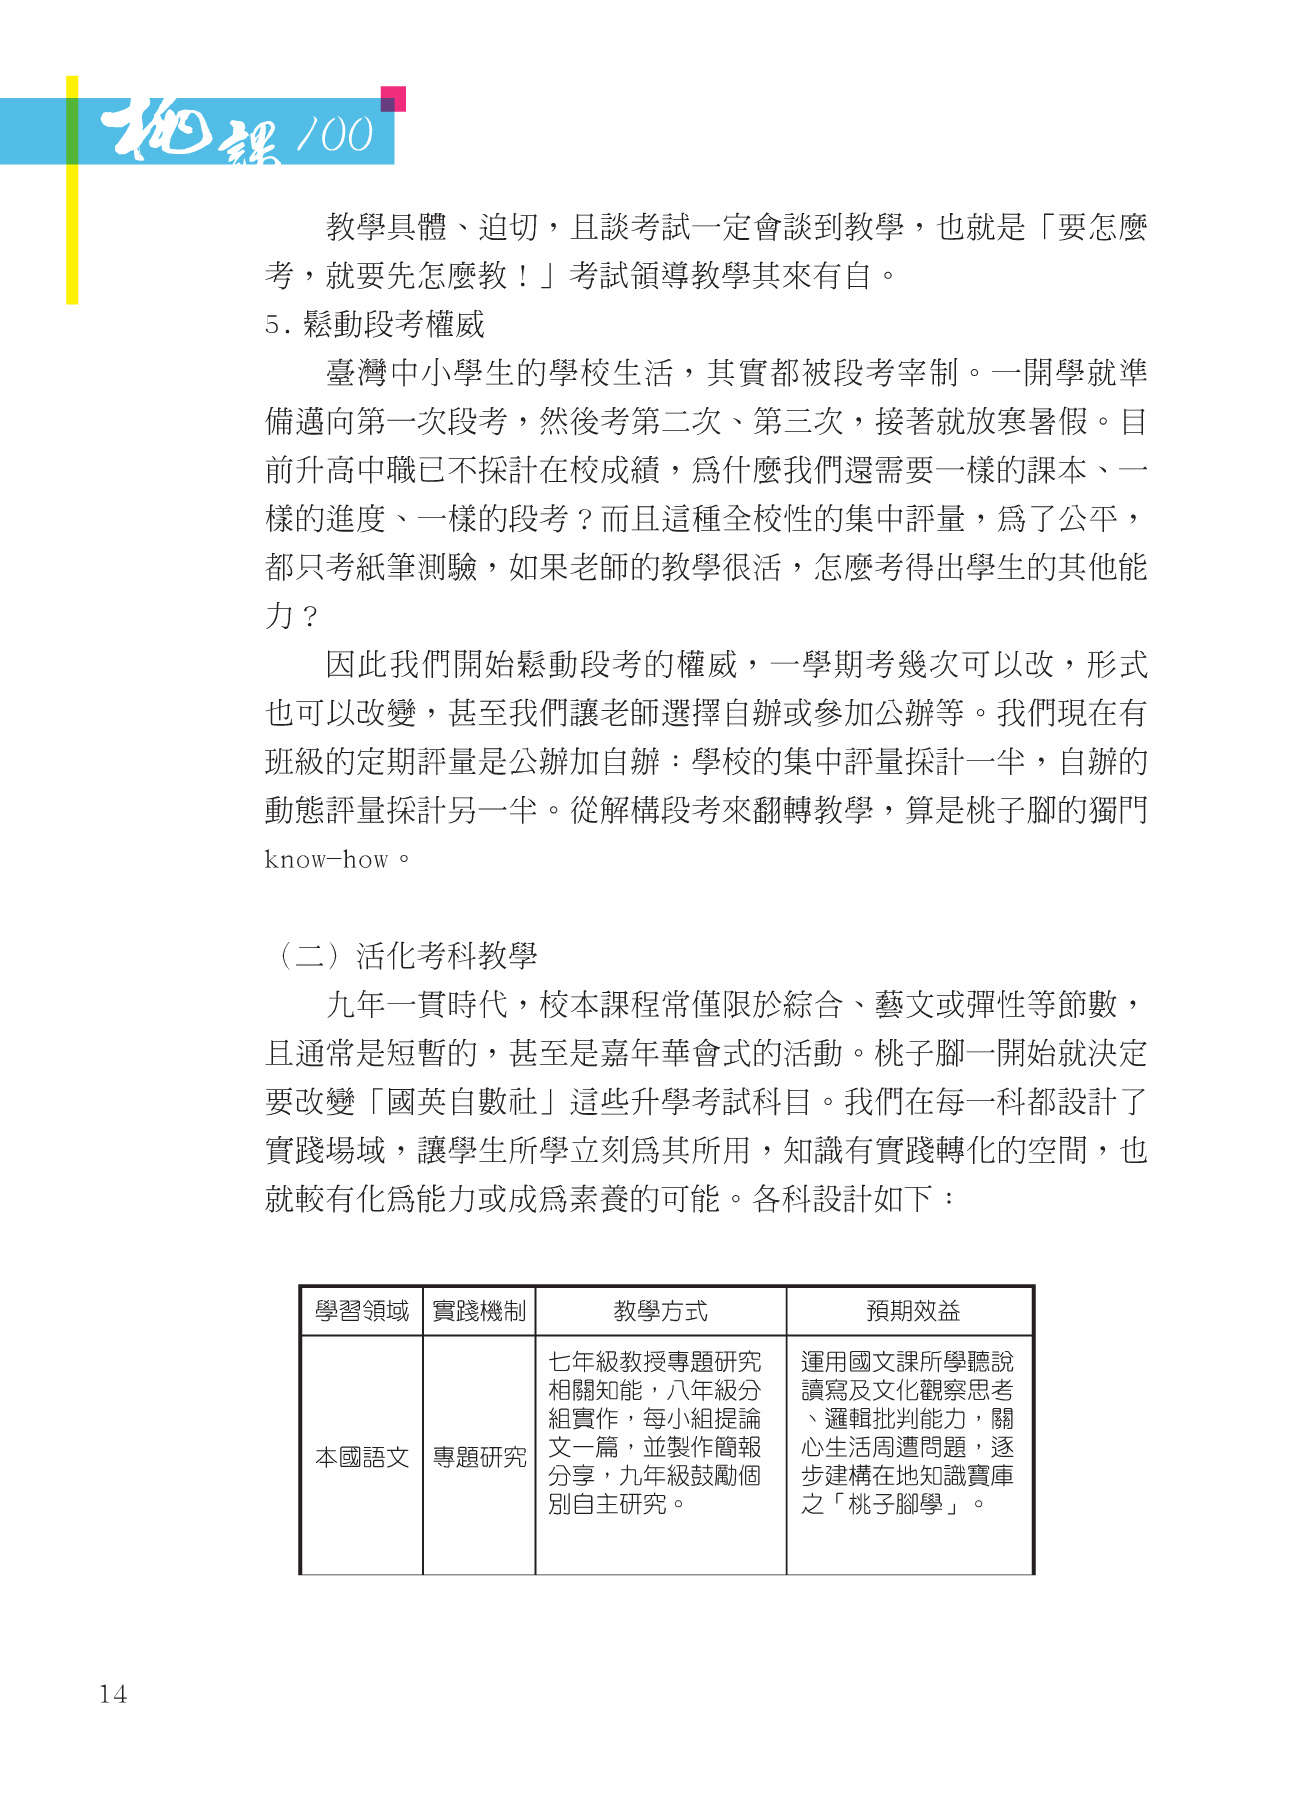 桃課100
教學具體、迫切，且談考試一定會談到教學，也就是「要怎麼
考，就要先怎麼教！」考試領導教學其來有自。
5. 鬆動段考權威
臺灣中小學生的學校生活，其實都被段考宰制。一開學就準
備邁向第一次段考，然後考第二次、第三次，接著就放寒暑假。目
前升高中職已不採計在校成績，為什麼我們還需要一樣的課本、一
樣的進度、一樣的段考？而且這種全校性的集中評量，為了公平，
都只考紙筆測驗，如果老師的教學很活，怎麼考得出學生的其他能
力？
因此我們開始鬆動段考的權威，一學期考幾次可以改，形式
也可以改變，甚至我們讓老師選擇自辦或參加公辦等。我們現在有
班級的定期評量是公辦加自辦：學校的集中評量採計一半，自辦的
動態評量採計另一半。從解構段考來翻轉教學，算是桃子腳的獨門
know-how。
（二）活化考科教學
九年一貫時代，校本課程常僅限於綜合、藝文或彈性等節數，
且通常是短暫的，甚至是嘉年華會式的活動。桃子腳一開始就決定
要改變「國英自數社」這些升學考試科目。我們在每一科都設計了
實踐場域，讓學生所學立刻為其所用，知識有實踐轉化的空間，也
就較有化為能力或成為素養的可能。各科設計如下：
學習領域 實踐機制 教學方式 預期效益
本國語文
專題研究
七年級教授專題研究
相關知能，八年級分
組實作，每小組提論
文一篇，並製作簡報
分享，九年級鼓勵個
別自主研究。
運用國文課所學聽說
讀寫及文化觀察思考
、邏輯批判能力，關
心生活周遭問題，逐
步建構在地知識寶庫
之「桃子腳學」。
14